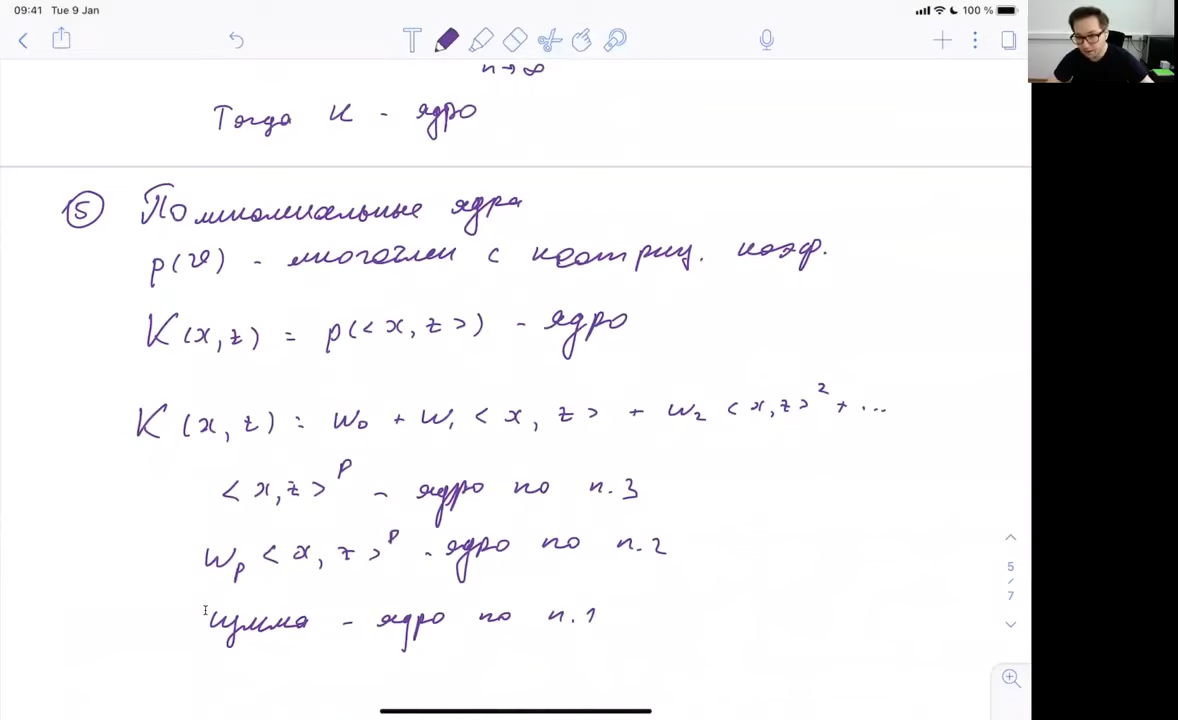 09:41 Tue 9 Jan 100 %
n → ∞
Тогда K - ядро
⑤ Полиномиальные ядра
p(v) - многочлен с неотриц. коэф.
K(x, z) = p(<x, z>) - ядро
K(x, z) = w₀ + w₁ <x, z> + w₂ <x, z>² + ...
<x, z>ᵖ - ядро по п.3
wₚ <x, z>ᵖ - ядро по п.2
сумма - ядро по п.1
5
/
7